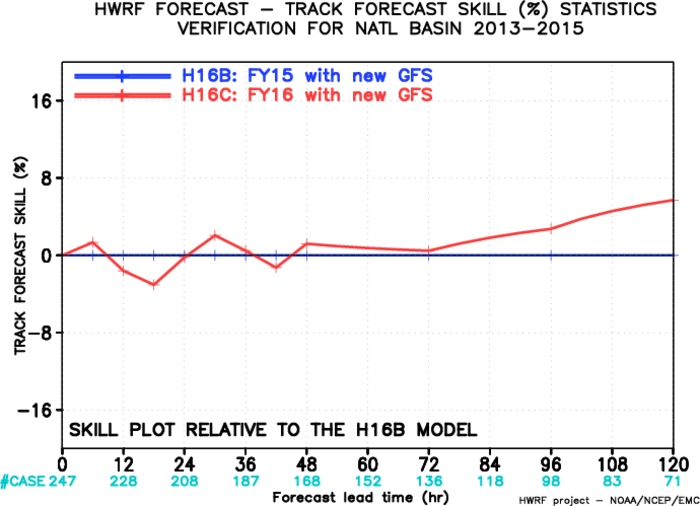 HWRF FORECAST – TRACK FORECAST SKILL (%) STATISTICS
VERIFICATION FOR NATL BASIN 2013–2015
H16B: FY15 with new GFS
H16C: FY16 with new GFS
16
8
0
−8
−16
TRACK FORECAST SKILL (%)
SKILL PLOT RELATIVE TO THE H16B MODEL
0 12 24 36 48 60 72 84 96 108 120
#CASE 247 228 208 187 168 152 136 118 98 83 71
Forecast lead time (hr)
HWRF project – NOAA/NCEP/EMC